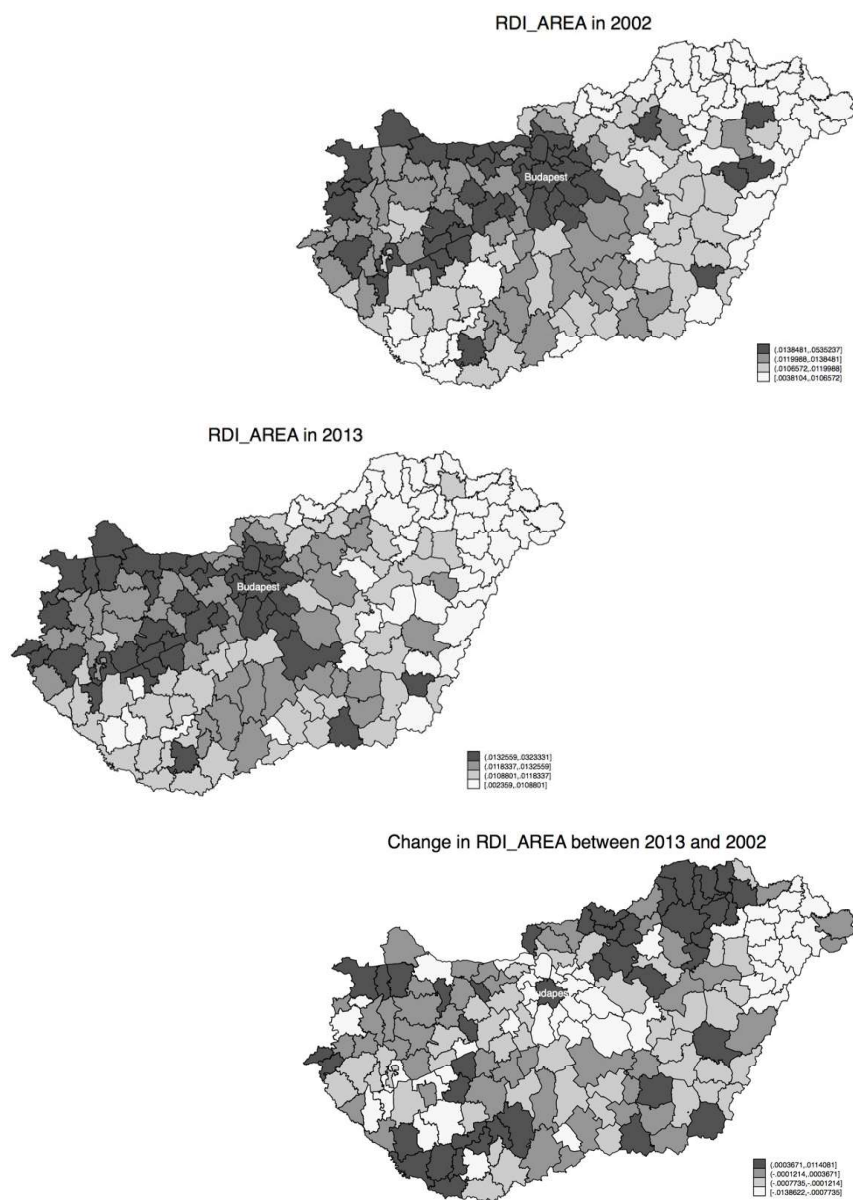 RDI_AREA in 2002
Budapest
(.0138481,.0535237]
(.0119988,.0138481]
(.0106572,.0119988]
[.0038104,.0106572]
RDI_AREA in 2013
Budapest
(.0132559,.0323331]
(.0118337,.0132559]
(.0108801,.0118337]
[.002359,.0108801]
Change in RDI_AREA between 2013 and 2002
Budapest
(.0003671,.0114081]
(-.0001214,.0003671]
(-.0007735,-.0001214]
[-.0138622,-.0007735]